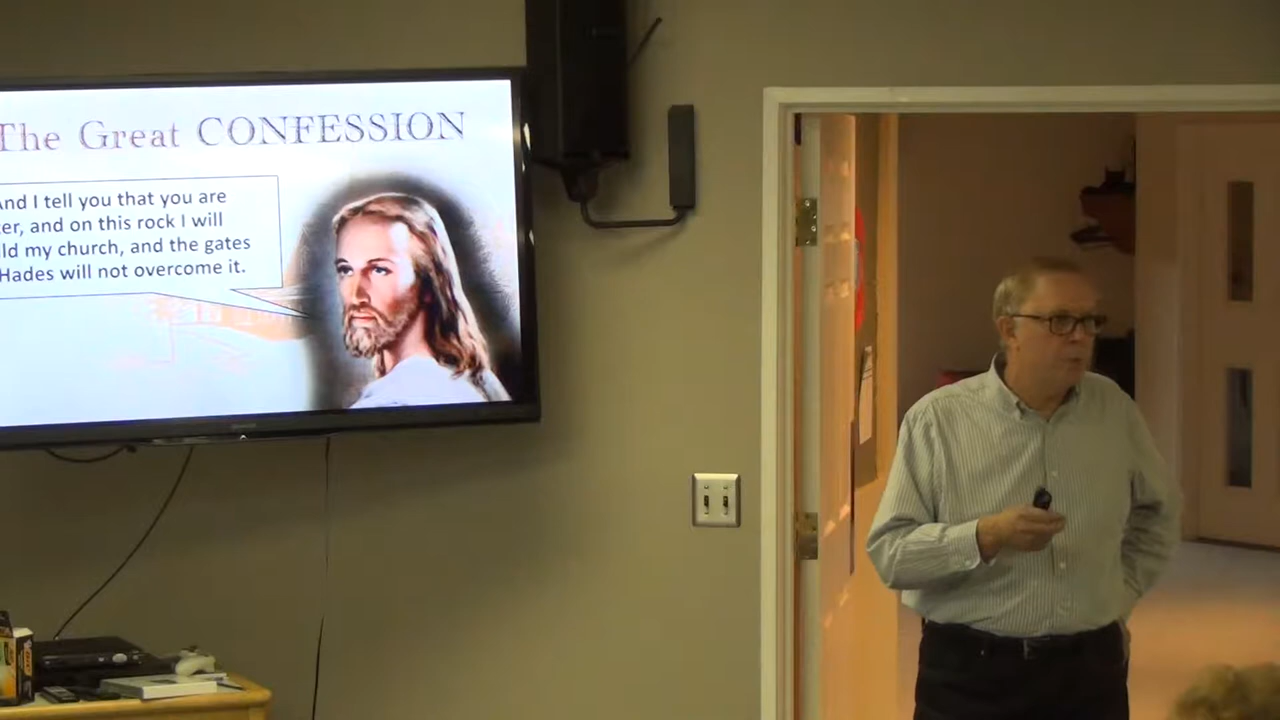 The Great CONFESSION
And I tell you that you are
er, and on this rock I will
ld my church, and the gates
Hades will not overcome it.